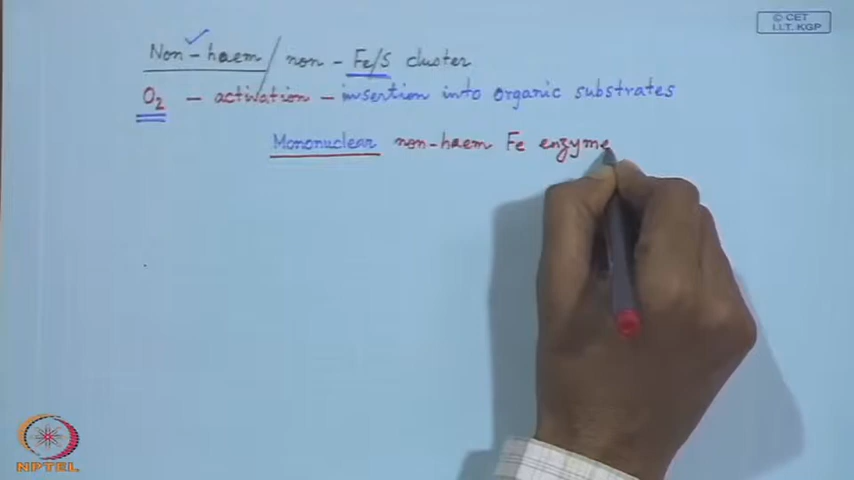 © CET
I.I.T. KGP
Non-haem / non-Fe/S cluster
O2 - activation - insertion into organic substrates
Mononuclear non-haem Fe enzyme
NPTEL